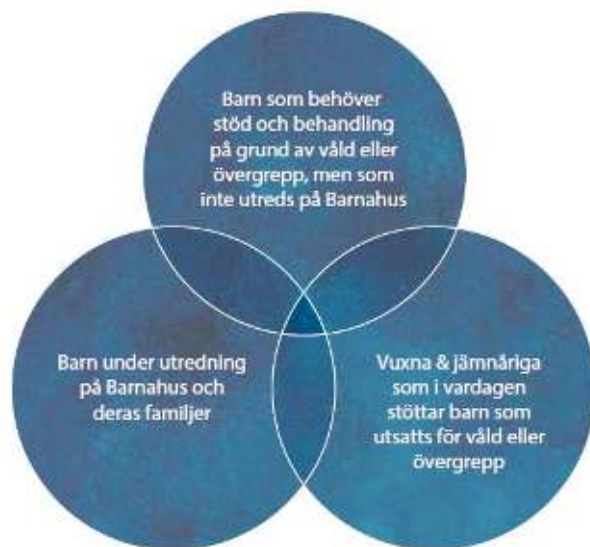 Barn som behöver
stöd och behandling
på grund av våld eller
övergrepp, men som
inte utreds på Barnahus
Barn under utredning
på Barnahus och
deras familjer
Vuxna & jämnåriga
som i vardagen
stöttar barn som
utsatts för våld eller
övergrepp